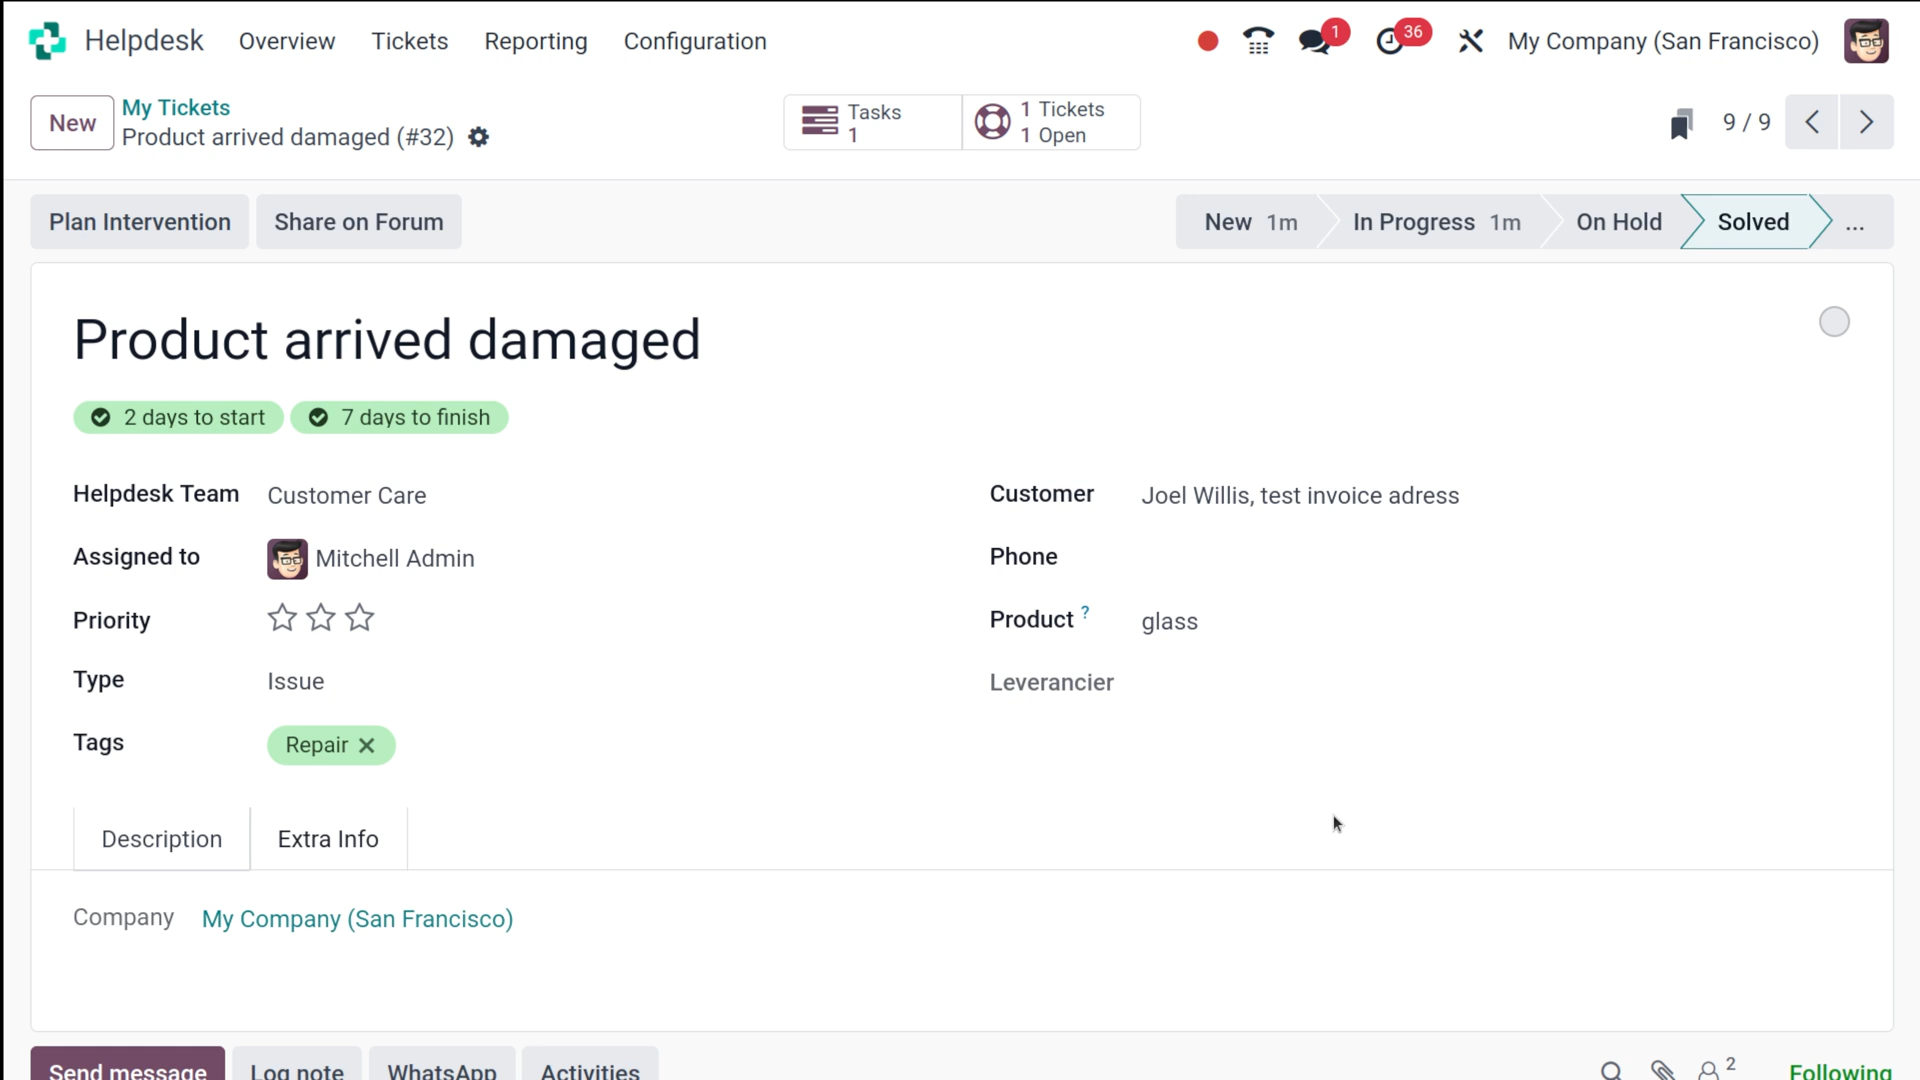 Helpdesk Overview Tickets Reporting Configuration 1 36 My Company (San Francisco)
New My Tickets
Product arrived damaged (#32)
Tasks
1
1 Tickets
1 Open
9 / 9
Plan Intervention Share on Forum New 1m In Progress 1m On Hold Solved ...
Product arrived damaged
2 days to start 7 days to finish
Helpdesk Team Customer Care
Customer Joel Willis, test invoice adress
Assigned to Mitchell Admin
Phone
Priority
Product ? glass
Type Issue
Leverancier
Tags Repair
Description Extra Info
Company My Company (San Francisco)
Send message Log note WhatsApp Activities 2 Following